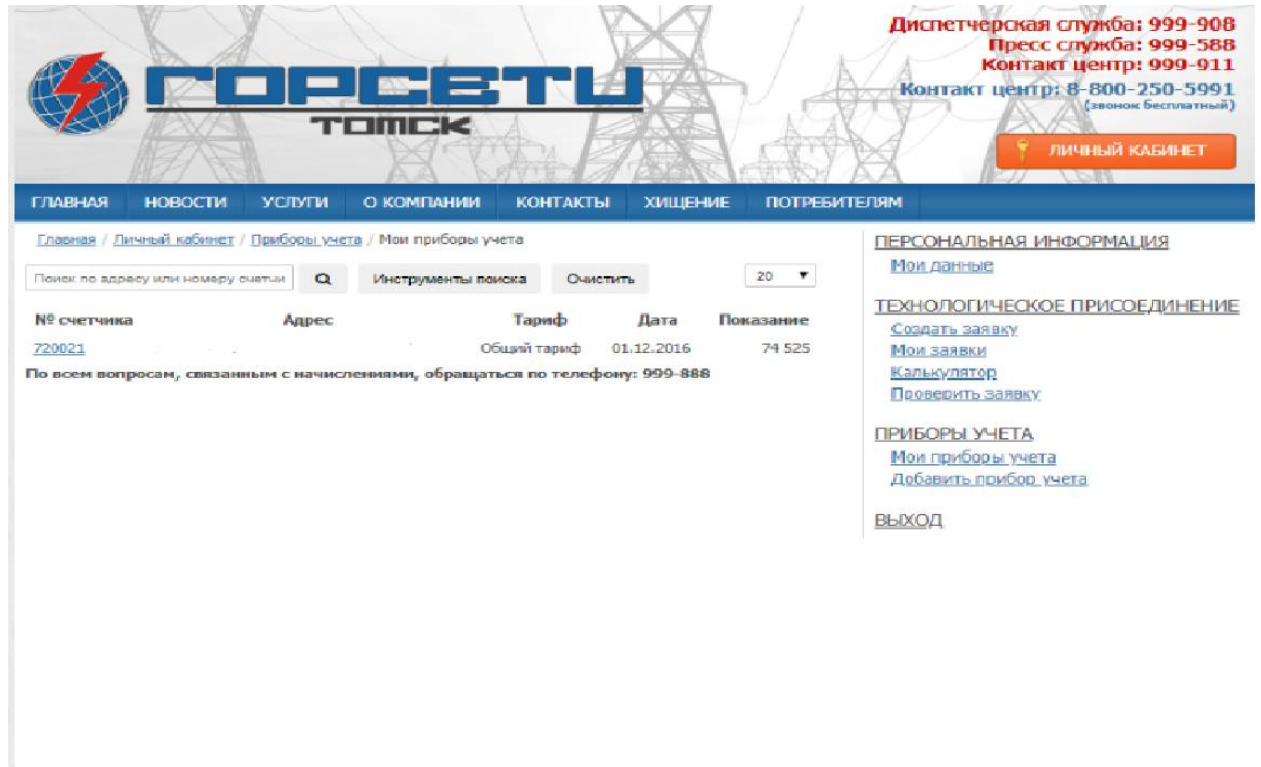 ГОРСЕТИ
ТОМСК
Диспетчерская служба: 999-908
Пресс служба: 999-588
Контакт центр: 999-911
Контакт центр: 8-800-250-5991
(звонок бесплатный)
ЛИЧНЫЙ КАБИНЕТ
ГЛАВНАЯ НОВОСТИ УСЛУГИ О КОМПАНИИ КОНТАКТЫ ХИЩЕНИЕ ПОТРЕБИТЕЛЯМ
Главная / Личный кабинет / Приборы учета / Мои приборы учета
Поиск по адресу или номеру счетчи Инструменты поиска Очистить 20
№ счетчика Адрес Тариф Дата Показание
720021 Общий тариф 01.12.2016 74 525
По всем вопросам, связанным с начислениями, обращаться по телефону: 999-888
ПЕРСОНАЛЬНАЯ ИНФОРМАЦИЯ
Мои данные
ТЕХНОЛОГИЧЕСКОЕ ПРИСОЕДИНЕНИЕ
Создать заявку
Мои заявки
Калькулятор
Проверить заявку
ПРИБОРЫ УЧЕТА
Мои приборы учета
Добавить прибор учета
ВЫХОД